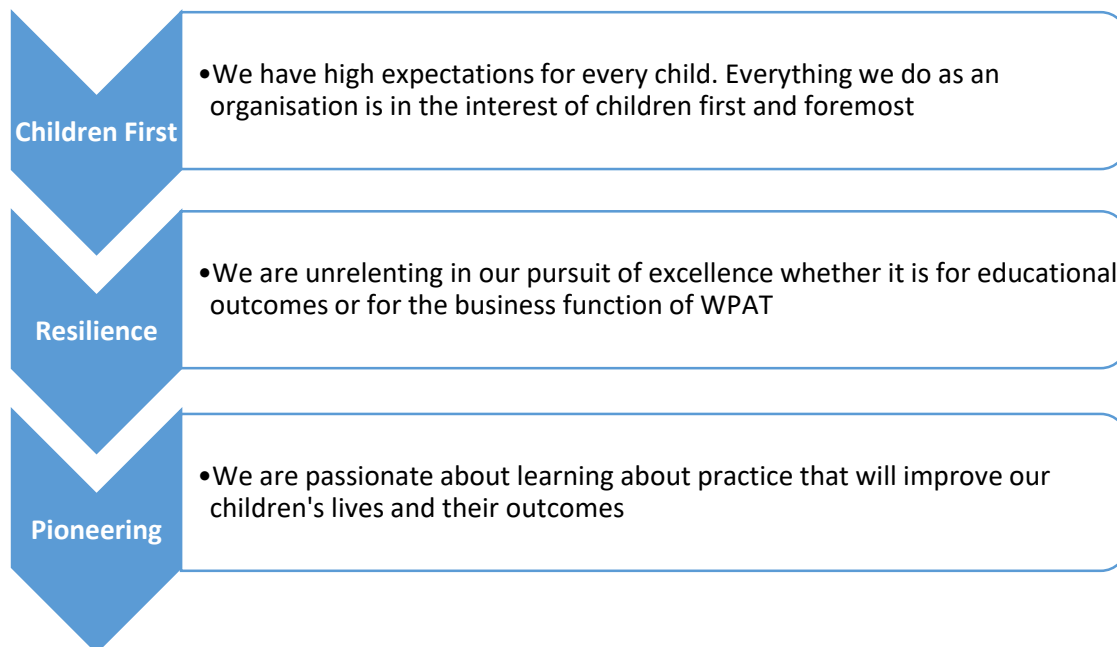 Children First
•We have high expectations for every child. Everything we do as an
organisation is in the interest of children first and foremost
Resilience
•We are unrelenting in our pursuit of excellence whether it is for educational
outcomes or for the business function of WPAT
Pioneering
•We are passionate about learning about practice that will improve our
children's lives and their outcomes